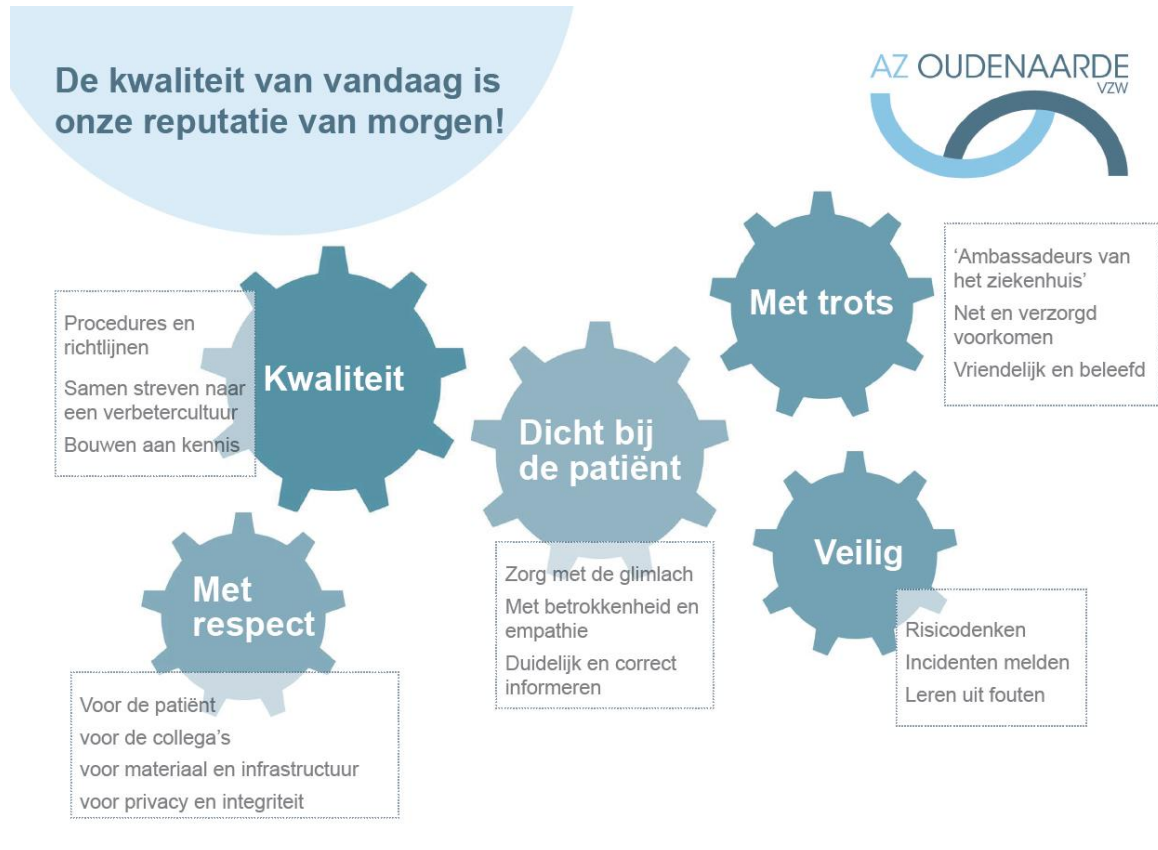 De kwaliteit van vandaag is
onze reputatie van morgen!
AZ OUDENAARDE
VZW
Kwaliteit
Procedures en
richtlijnen
Samen streven naar
een verbetercultuur
Bouwen aan kennis
Dicht bij
de patiënt
Zorg met de glimlach
Met betrokkenheid en
empathie
Duidelijk en correct
informeren
Met trots
‘Ambassadeurs van
het ziekenhuis’
Net en verzorgd
voorkomen
Vriendelijk en beleefd
Met
respect
Voor de patiënt
voor de collega’s
voor materiaal en infrastructuur
voor privacy en integriteit
Veilig
Risicodenken
Incidenten melden
Leren uit fouten